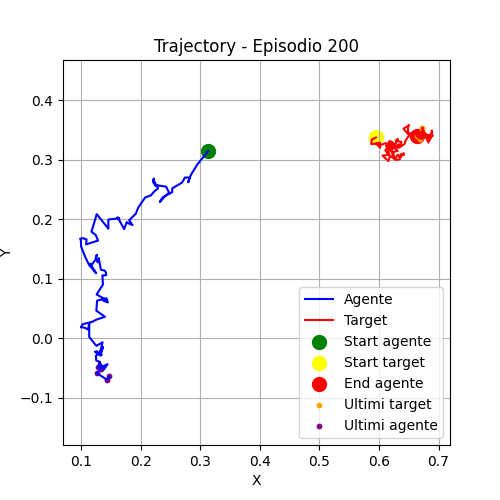 Trajectory - Episodio 200
Y
0.4
0.3
0.2
0.1
0.0
−0.1
Agente
Target
Start agente
Start target
End agente
Ultimi target
Ultimi agente
0.1 0.2 0.3 0.4 0.5 0.6 0.7
X